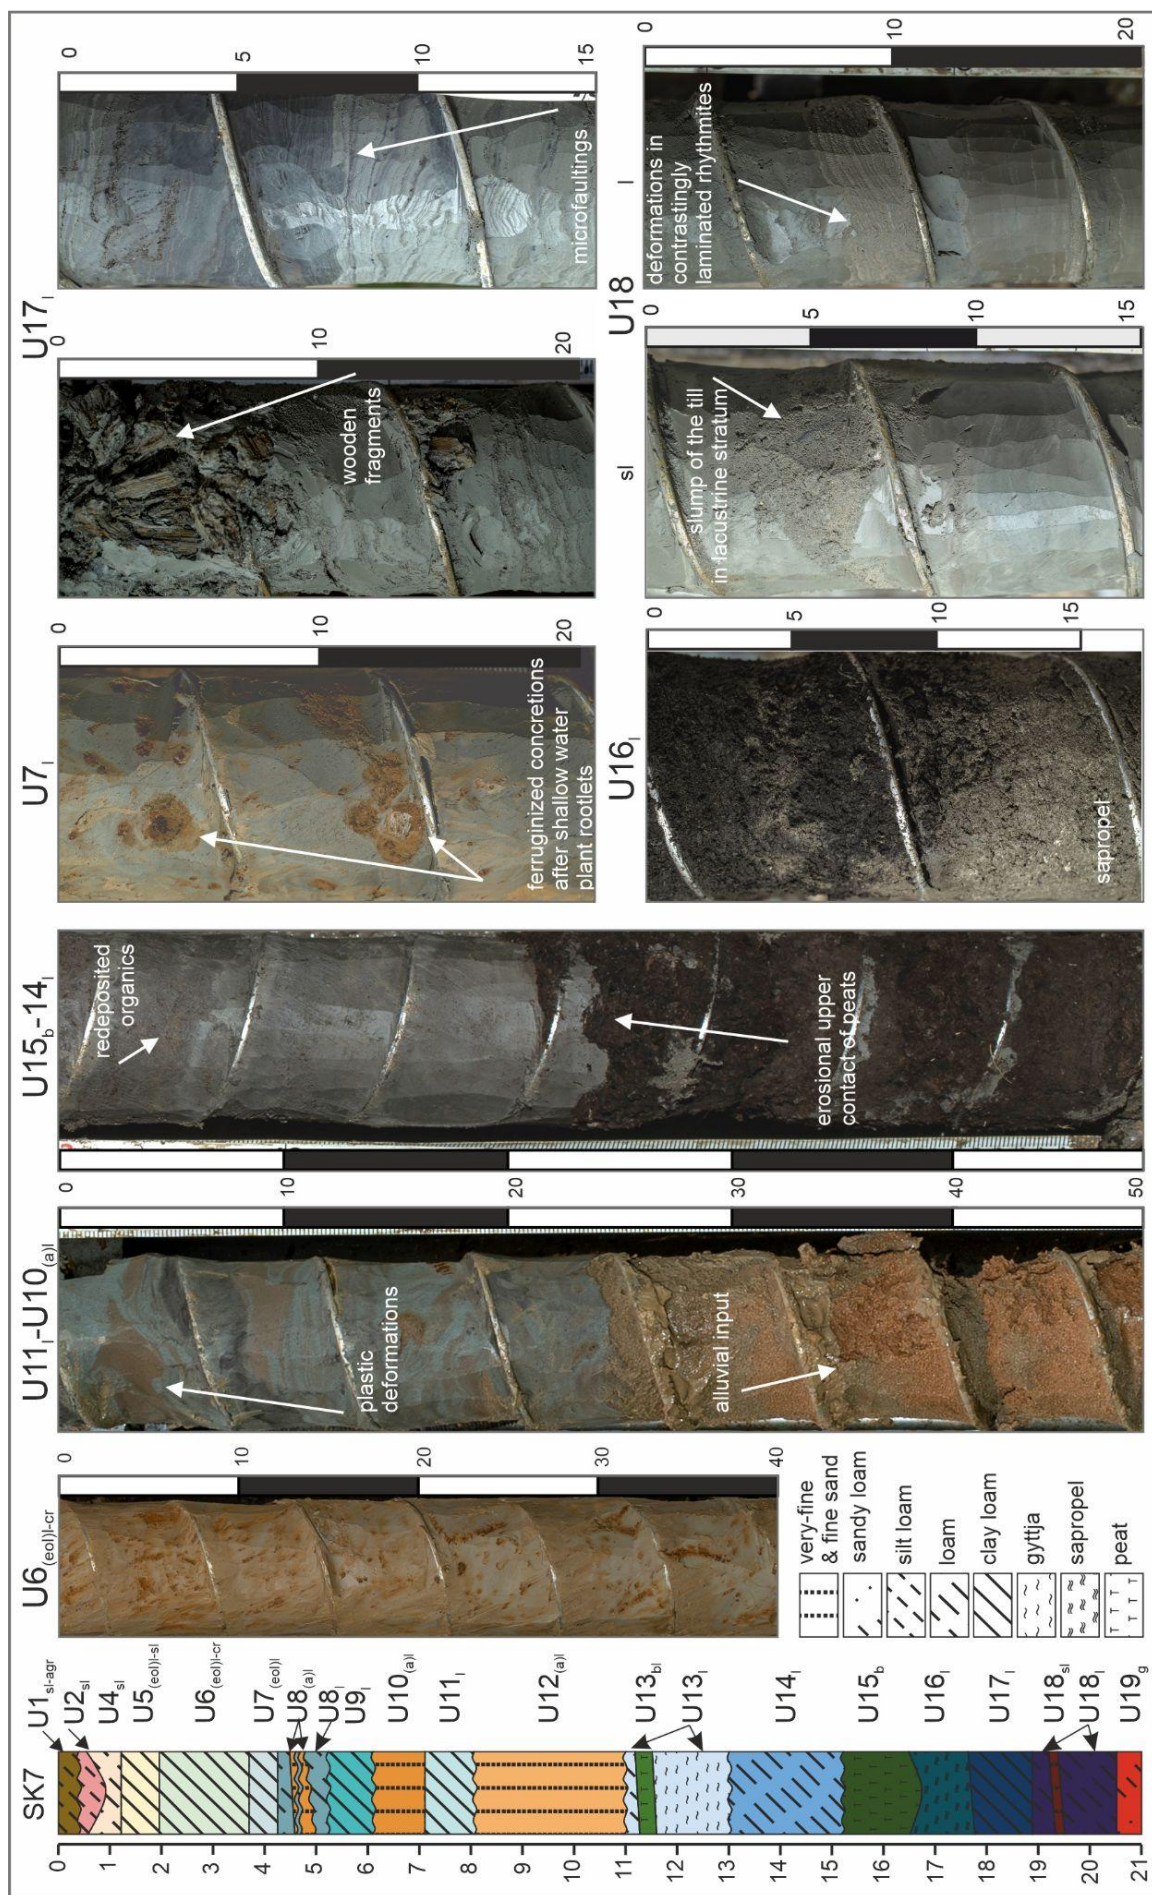 SK7
U1sl-agr
U2sl
U4sl
U5(eol)l-sl
U6(eol)l-cr
U7(eol)l
U8(a)l
U8l
U9l
U10(a)l
U11l
U12(a)l
U13bl
U13l
U14l
U15b
U16l
U17l
U18sl
U18l
U19g
0
1
2
3
4
5
6
7
8
9
10
11
12
13
14
15
16
17
18
19
20
21
U6(eol)l-cr
0
10
20
30
40
very-fine
& fine sand
sandy loam
silt loam
loam
clay loam
gyttja
sapropel
peat
U11l-U10(a)l
plastic
deformations
alluvial input
0
10
20
30
40
50
U15b-14l
redeposited
organics
erosional upper
contact of peats
U7l
0
10
20
ferruginized concretions
after shallow water
plant rootlets
U17l
0
10
20
wooden
fragments
0
5
10
15
microfaultings
U16l
0
5
10
15
sapropet
U18
sl
0
5
10
15
slump of the till
in lacustrine stratum
l
0
10
20
deformations in
contrastingly
laminated rhythmites